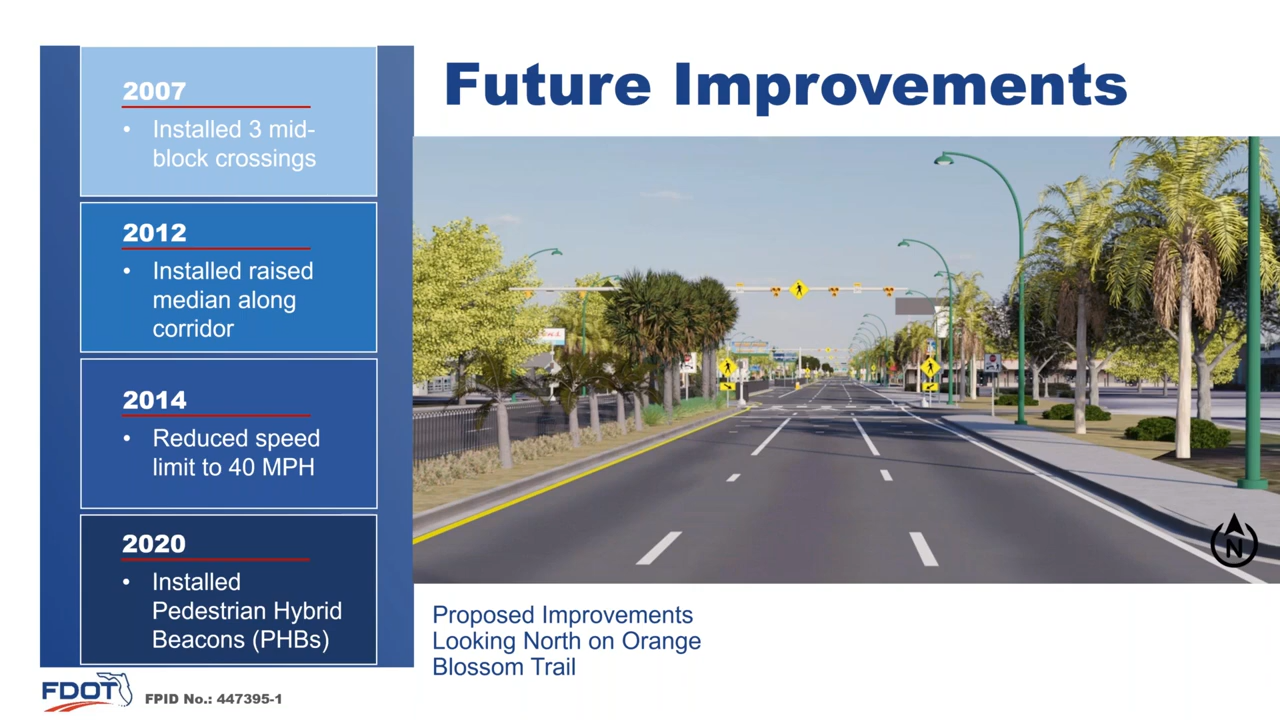 Future Improvements
2007
• Installed 3 mid-
block crossings
2012
• Installed raised
median along
corridor
2014
• Reduced speed
limit to 40 MPH
2020
• Installed
Pedestrian Hybrid
Beacons (PHBs)
N
Proposed Improvements
Looking North on Orange
Blossom Trail
FDOT
FPID No.: 447395-1